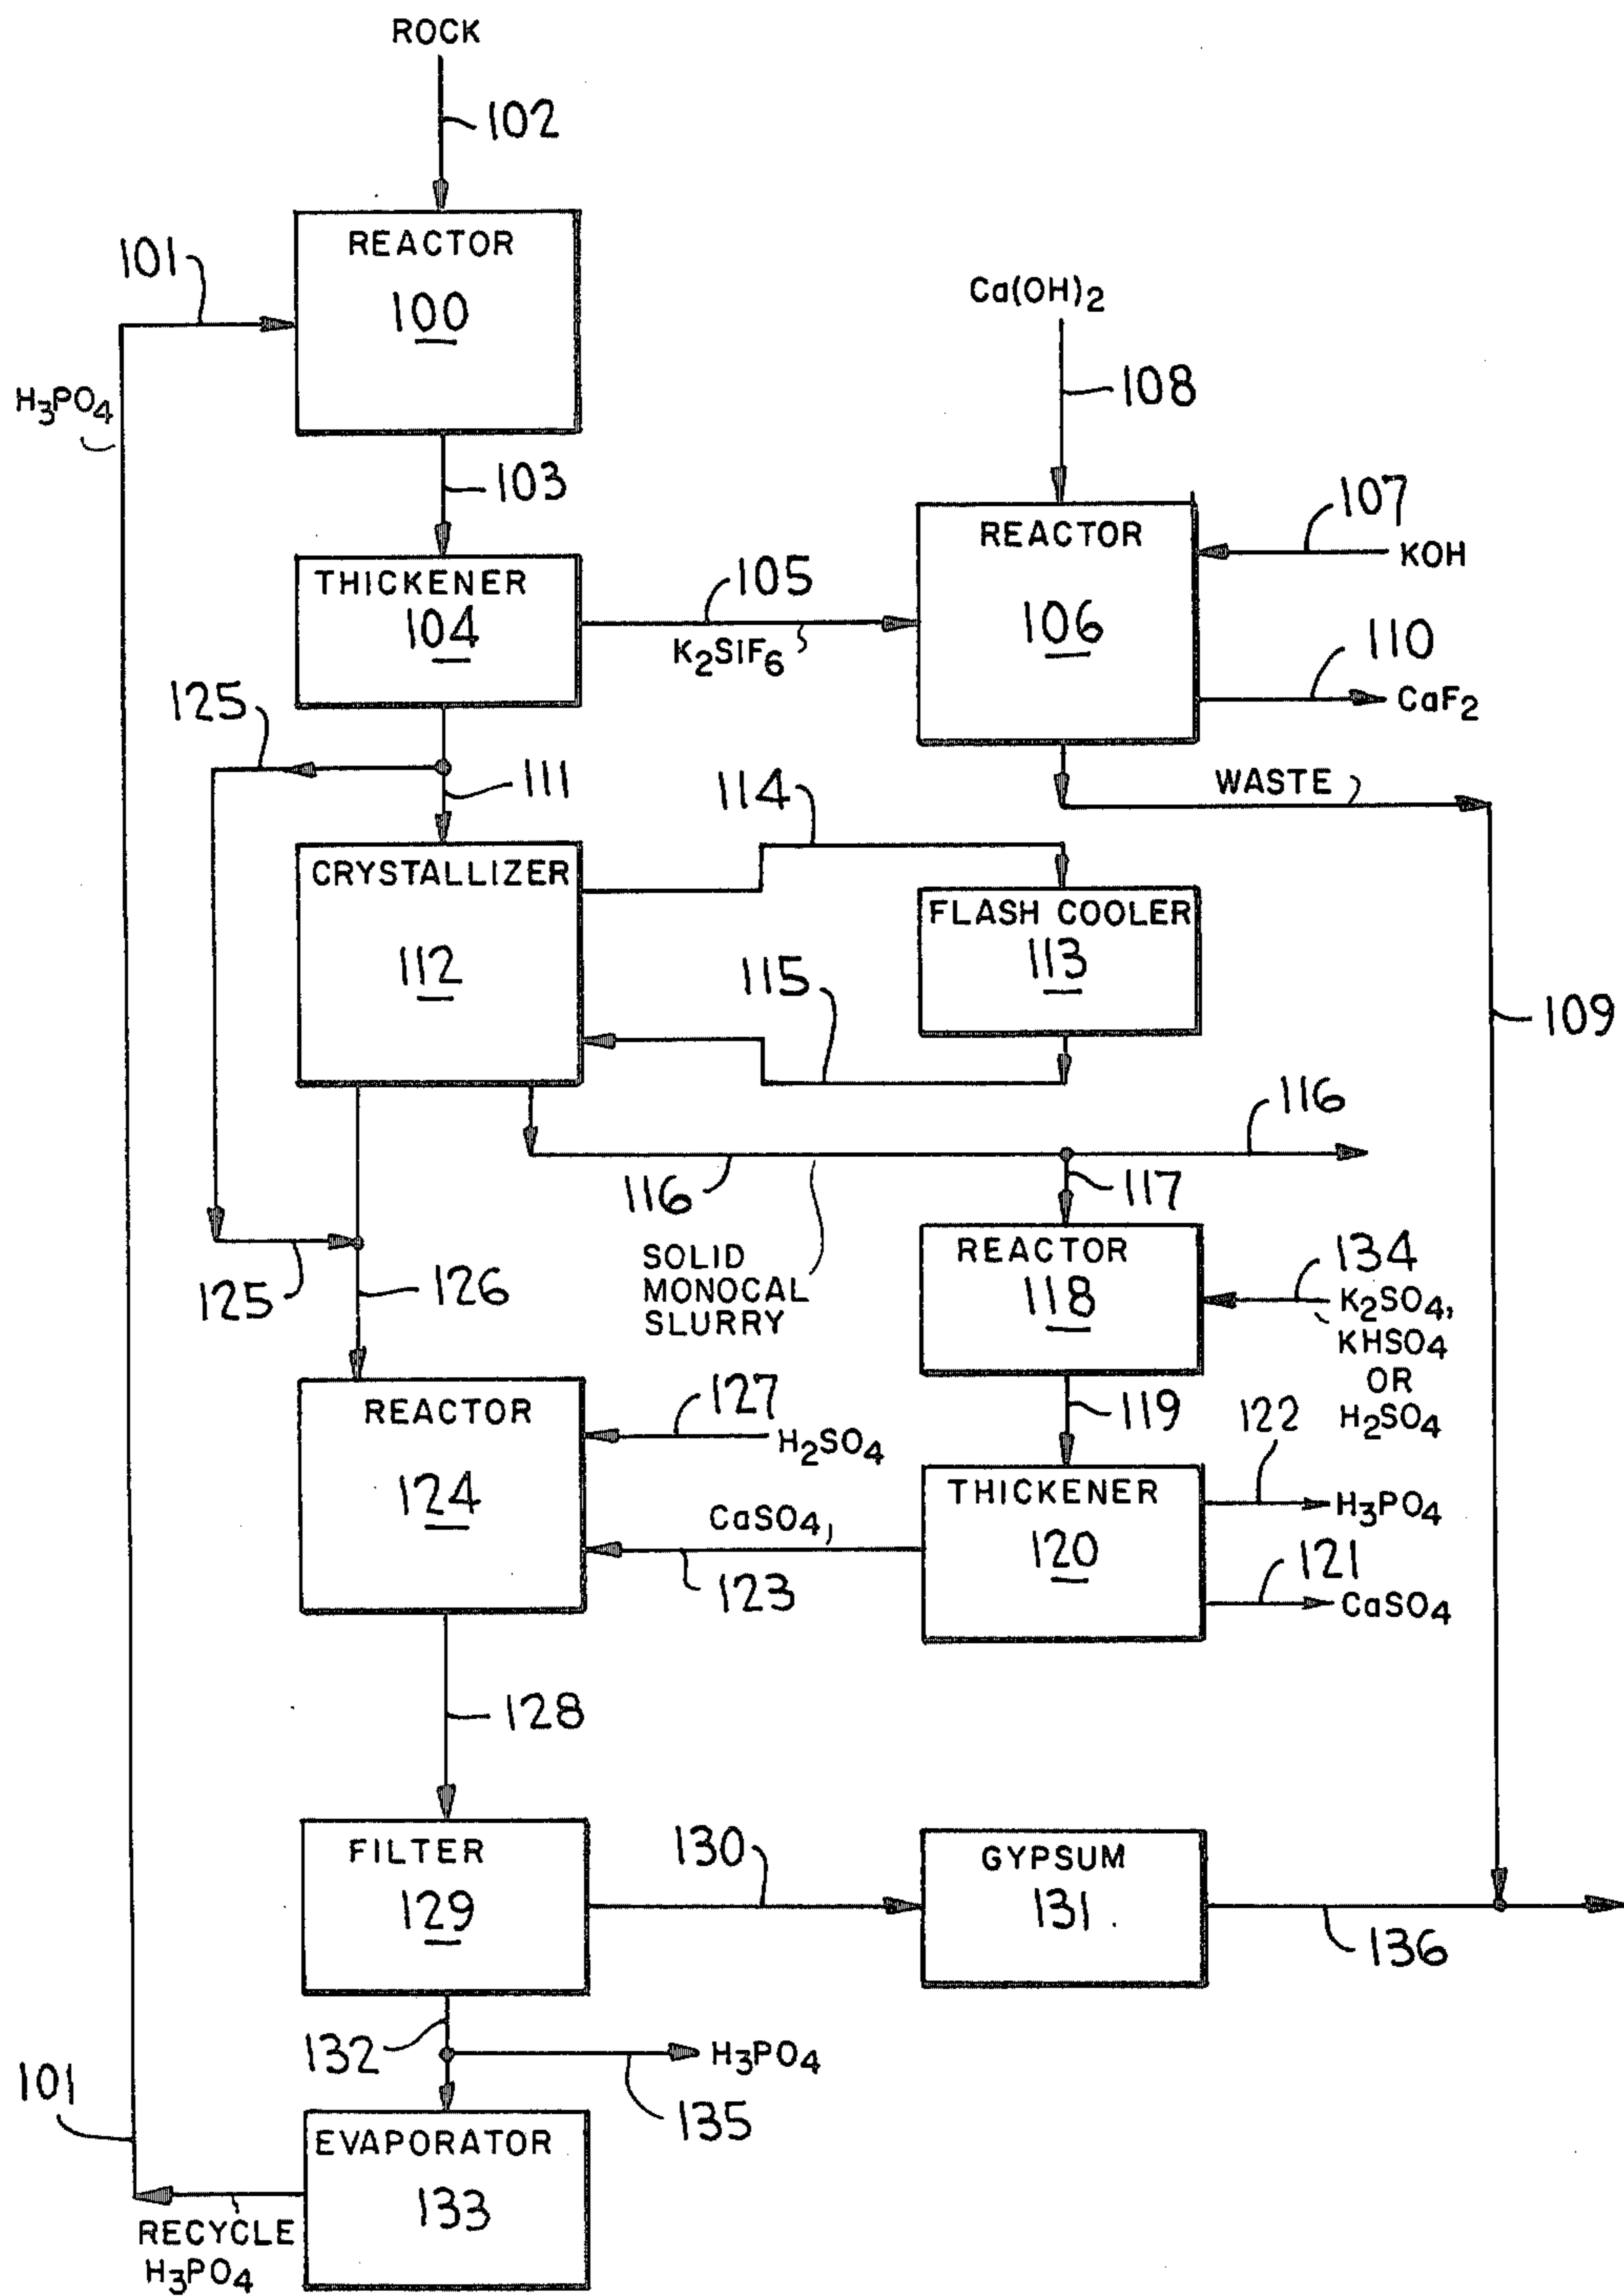 ROCK
102
REACTOR
100
101
H₃PO₄
Ca(OH)₂
108
103
REACTOR
106
107
KOH
THICKENER
104
105
K₂SIF₆
110
CaF₂
125
111
WASTE
114
CRYSTALLIZER
112
FLASH COOLER
113
115
109
116
116
117
SOLID
MONOCAL
SLURRY
125
126
REACTOR
118
134
K₂SO₄,
KHSO₄
OR
H₂SO₄
119
REACTOR
124
127
H₂SO₄
122
THICKENER
120
H₃PO₄
CaSO₄
123
121
CaSO₄
128
FILTER
129
130
GYPSUM
131
136
132
H₃PO₄
135
101
EVAPORATOR
133
RECYCLE
H₃PO₄